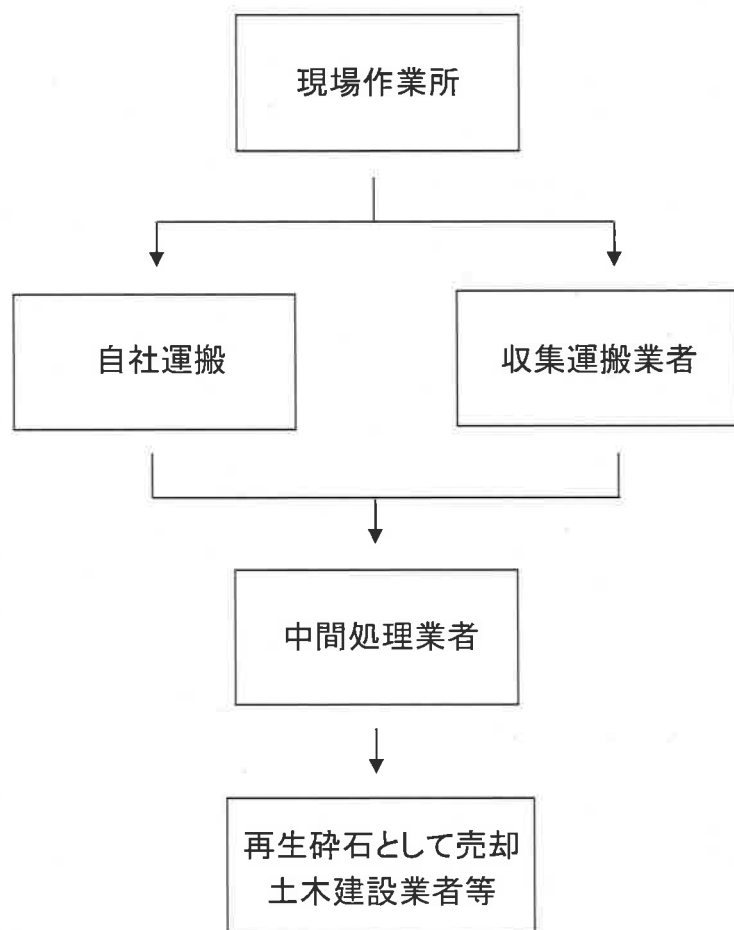 現場作業所
自社運搬
収集運搬業者
中間処理業者
再生砕石として売却
土木建設業者等